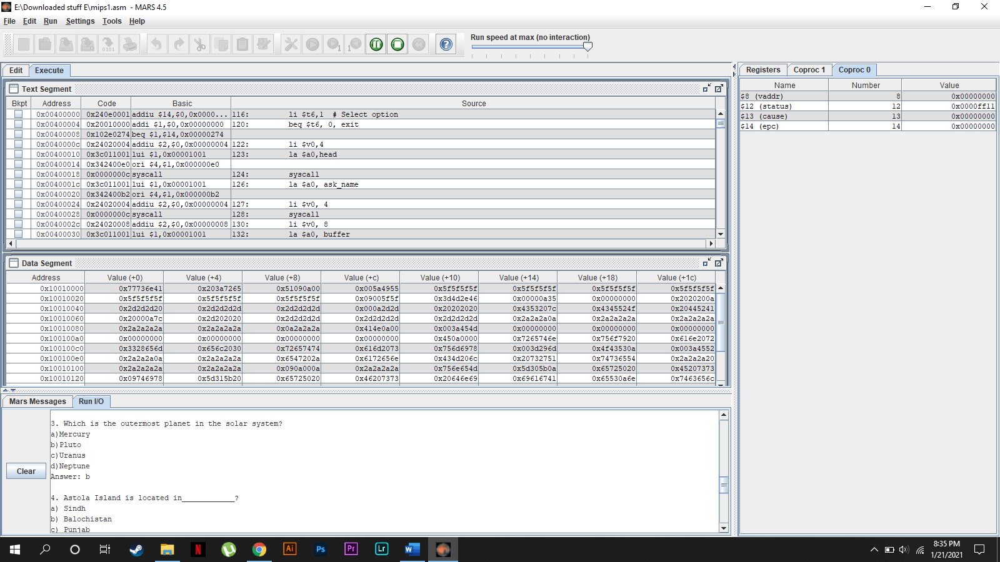 E:\Downloaded stuff E\mips1.asm - MARS 4.5
File Edit Run Settings Tools Help
Run speed at max (no interaction)
Edit Execute
Text Segment
Bkpt Address Code Basic Source
0x00400000 0x240e0001 addiu $14,$0,0x0000... 116: li $t6,1 # Select option
0x00400004 0x20010000 addi $1,$0,0x00000000 120: beq $t6, 0, exit
0x00400008 0x102e0274 beq $1,$14,0x00000274
0x0040000c 0x24020004 addiu $2,$0,0x00000004 122: li $v0,4
0x00400010 0x3c011001 lui $1,0x00001001 123: la $a0,head
0x00400014 0x342400e0 ori $4,$1,0x000000e0
0x00400018 0x0000000c syscall 124: syscall
0x0040001c 0x3c011001 lui $1,0x00001001 126: la $a0, ask_name
0x00400020 0x342400b2 ori $4,$1,0x000000b2
0x00400024 0x24020004 addiu $2,$0,0x00000004 127: li $v0, 4
0x00400028 0x0000000c syscall 128: syscall
0x0040002c 0x24020008 addiu $2,$0,0x00000008 130: li $v0, 8
0x00400030 0x3c011001 lui $1,0x00001001 132: la $a0, buffer
Data Segment
Address Value (+0) Value (+4) Value (+8) Value (+c) Value (+10) Value (+14) Value (+18) Value (+1c)
0x10010000 0x77736e41 0x203a7265 0x51090a00 0x005a4955 0x5f5f5f5f 0x5f5f5f5f 0x5f5f5f5f 0x5f5f5f5f
0x10010020 0x5f5f5f5f 0x5f5f5f5f 0x5f5f5f5f 0x09005f5f 0x3d4d2e46 0x00000a35 0x00000000 0x2020200a
0x10010040 0x2d2d2d20 0x2d2d2d2d 0x2d2d2d2d 0x000a2d2d 0x20202020 0x4353207c 0x4345524f 0x20445241
0x10010060 0x20000a7c 0x2d202020 0x2d2d2d2d 0x2d2d2d2d 0x2d2d2d2d 0x2a2a2a0a 0x2a2a2a2a 0x2a2a2a2a
0x10010080 0x2a2a2a2a 0x2a2a2a2a 0x0a2a2a2a 0x414e0a00 0x003a454d 0x00000000 0x00000000 0x00000000
0x100100a0 0x00000000 0x00000000 0x00000000 0x00000000 0x450a0000 0x7265746e 0x756f7920 0x616e2072
0x100100c0 0x3328656d 0x656c2030 0x72657474 0x616d2073 0x756d6978 0x003d296d 0x4f43530a 0x003a4552
0x100100e0 0x2a2a2a0a 0x2a2a2a2a 0x6547202a 0x6172656e 0x434d206c 0x20732751 0x74736554 0x2a2a2a20
0x10010100 0x2a2a2a2a 0x2a2a2a2a 0x090a000a 0x2a2a2a2a 0x756e654d 0x5d305b0a 0x65725020 0x45207373
0x10010120 0x09746978 0x5d315b20 0x65725020 0x46207373 0x20646e69 0x69616741 0x65530a6e 0x7463656c
Mars Messages Run I/O
Clear
3. Which is the outermost planet in the solar system?
a)Mercury
b)Pluto
c)Uranus
d)Neptune
Answer: b
4. Astola Island is located in____________?
a) Sindh
b) Balochistan
c) Punjab
Registers Coproc 1 Coproc 0
Name Number Value
$8 (vaddr) 8 0x00000000
$12 (status) 12 0x0000ff11
$13 (cause) 13 0x00000000
$14 (epc) 14 0x00000000
8:35 PM
1/21/2021